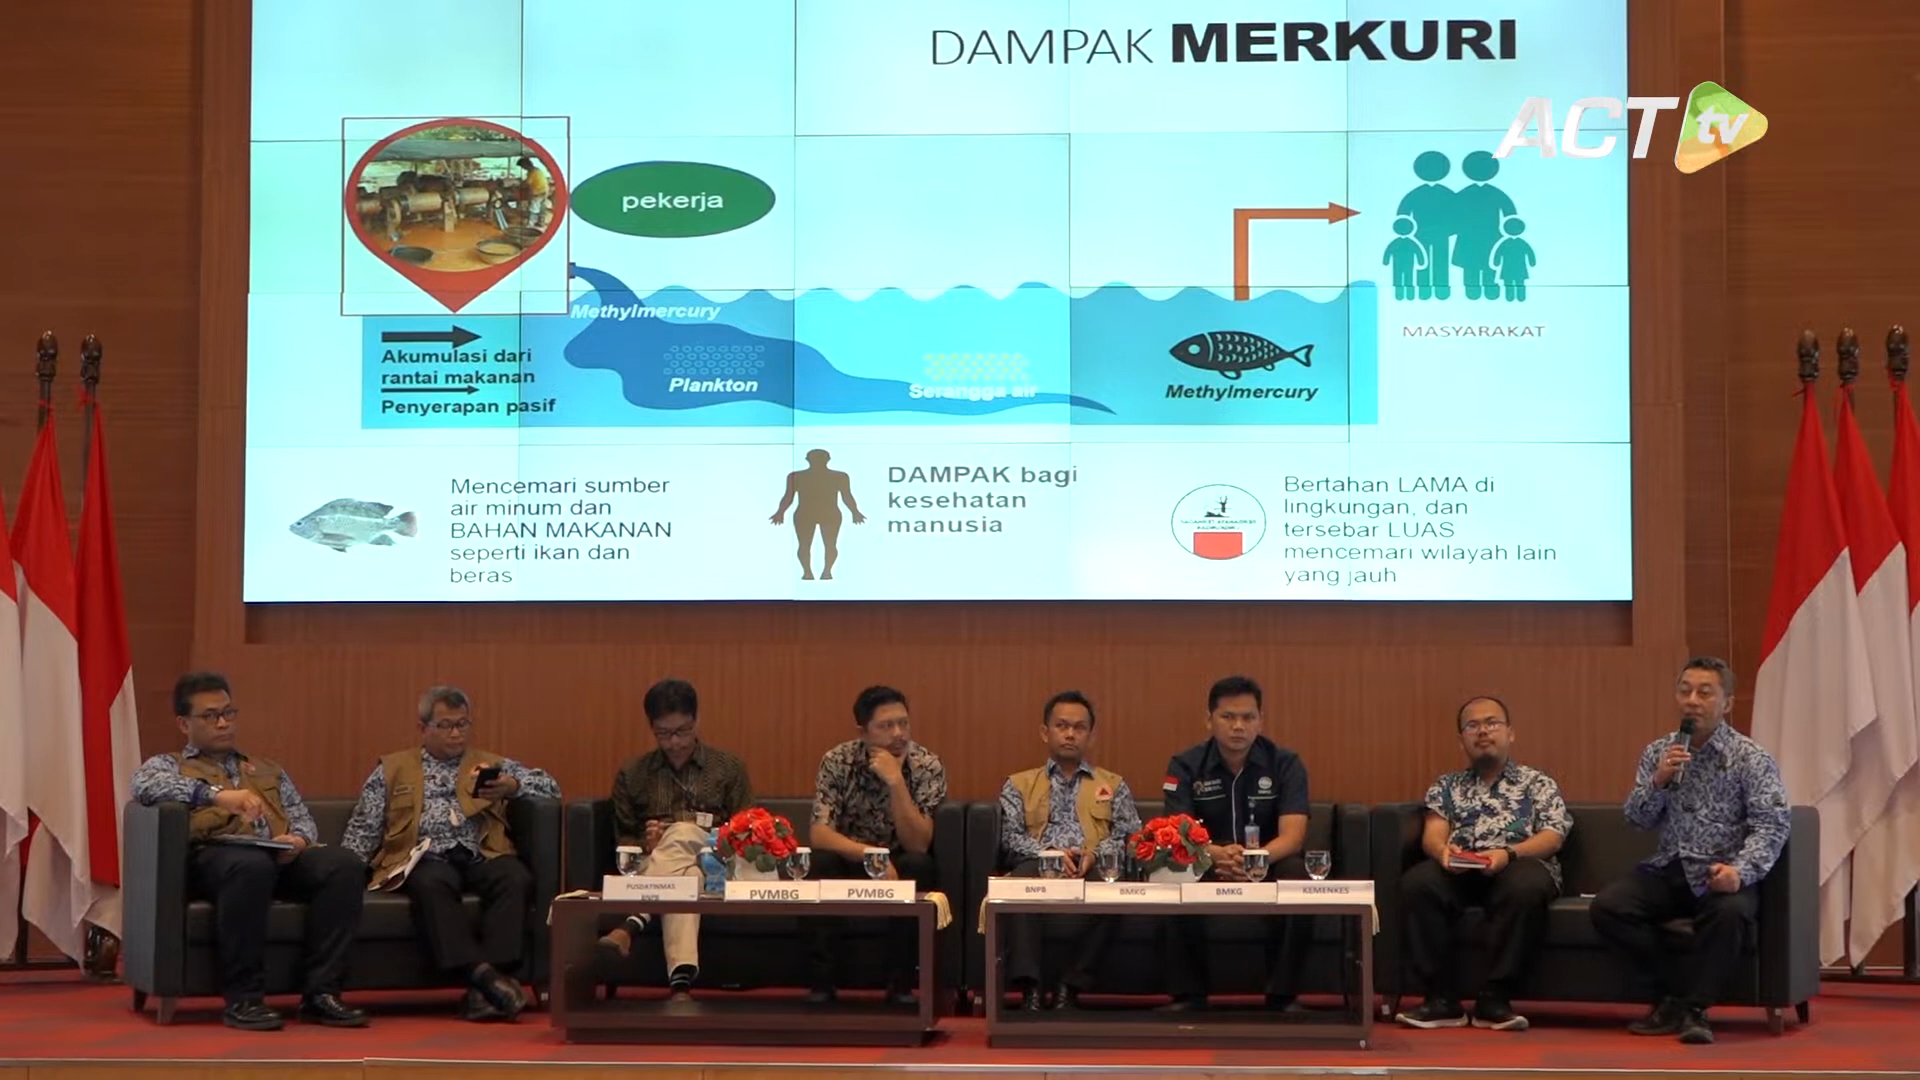 DAMPAK MERKURI
ACT tv
pekerja
Methylmercury
MASYARAKAT
Akumulasi dari
rantai makanan
Penyerapan pasif
Plankton
Serangga air
Methylmercury
Mencemari sumber
air minum dan
BAHAN MAKANAN
seperti ikan dan
beras
DAMPAK bagi
kesehatan
manusia
Bertahan LAMA di
lingkungan, dan
tersebar LUAS
mencemari wilayah lain
yang jauh
PUSDATINMAS
BNPB
PVMBG
PVMBG
BNPB
BMKG
BMKG
KEMENKES